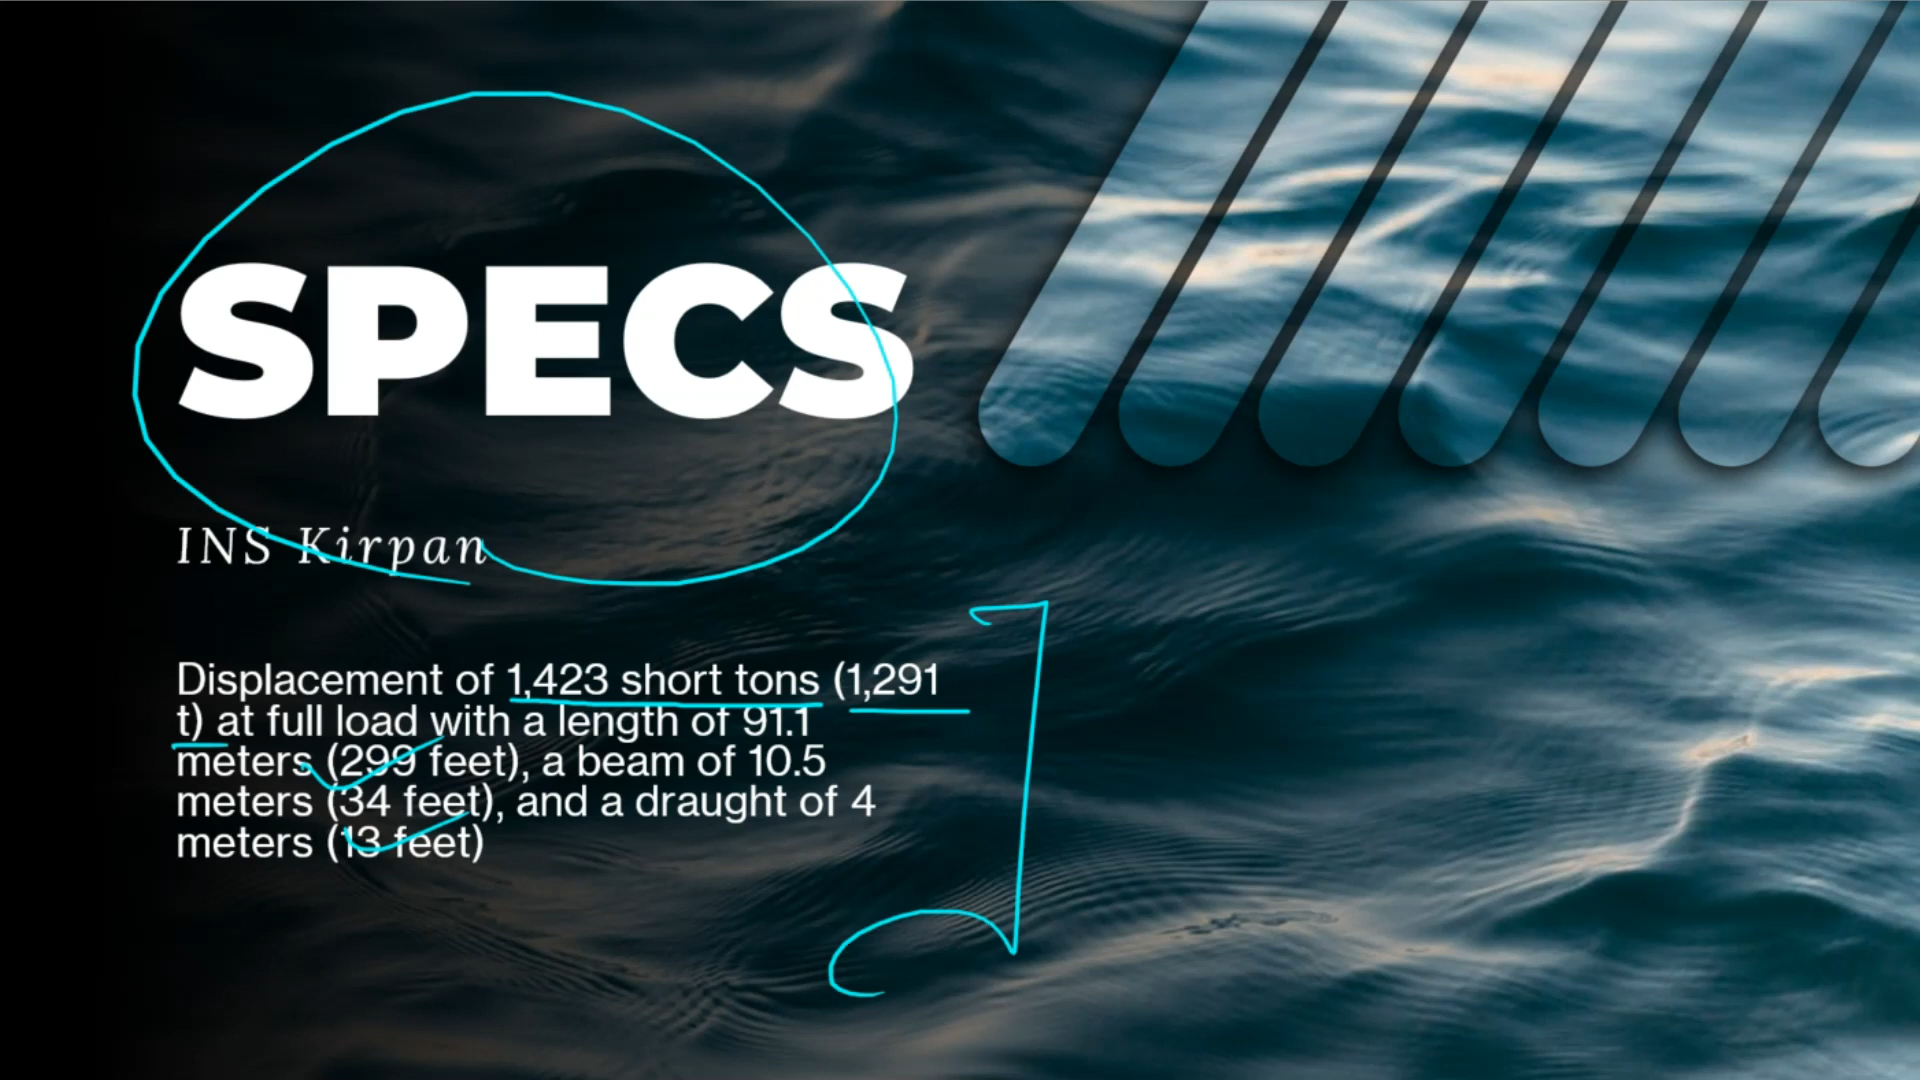 SPECS
INS Kirpan
Displacement of 1,423 short tons (1,291
t) at full load with a length of 91.1
meters (299 feet), a beam of 10.5
meters (34 feet), and a draught of 4
meters (13 feet)